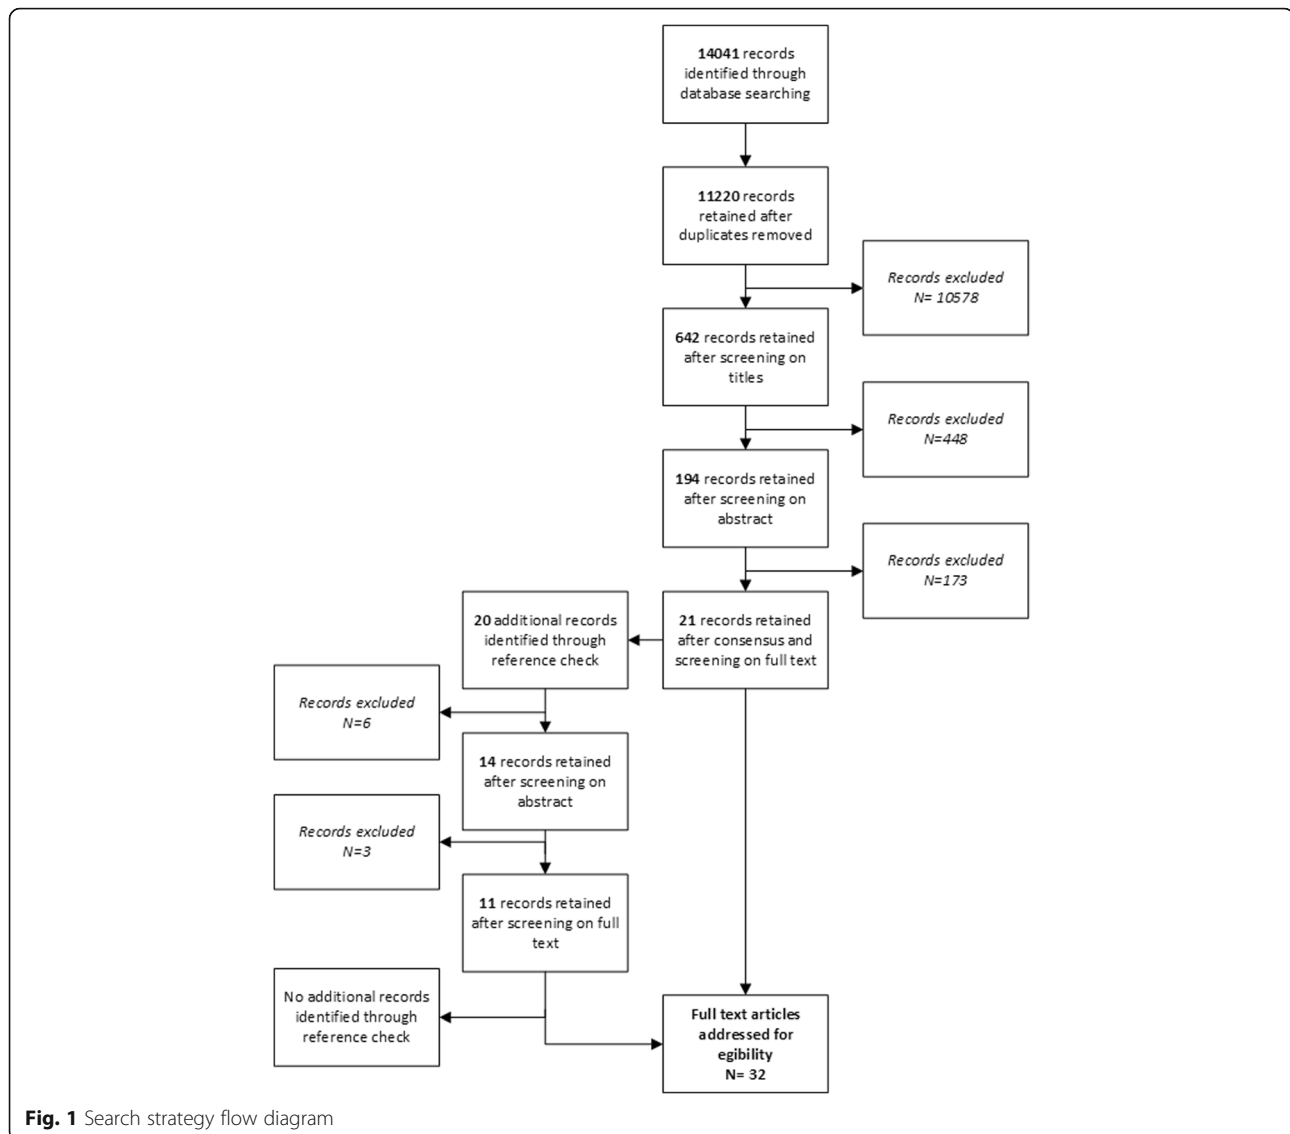 14041 records
identified through
database searching
11220 records
retained after
duplicates removed
Records excluded
N= 10578
642 records retained
after screening on
titles
Records excluded
N=448
194 records retained
after screening on
abstract
Records excluded
N=173
20 additional records
identified through
reference check
21 records retained
after consensus and
screening on full text
Records excluded
N=6
14 records retained
after screening on
abstract
Records excluded
N=3
11 records retained
after screening on full
text
No additional records
identified through
reference check
Full text articles
addressed for
egibility
N= 32
Fig. 1 Search strategy flow diagram